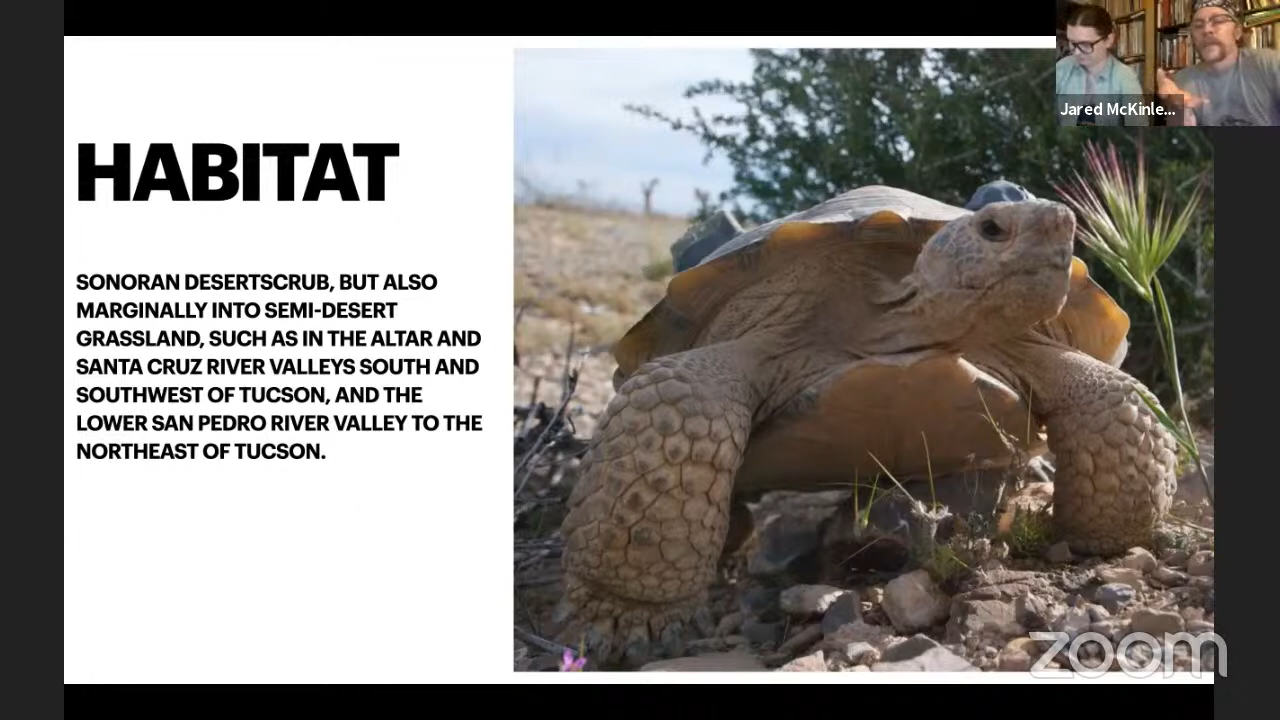 HABITAT
SONORAN DESERTSCRUB, BUT ALSO
MARGINALLY INTO SEMI-DESERT
GRASSLAND, SUCH AS IN THE ALTAR AND
SANTA CRUZ RIVER VALLEYS SOUTH AND
SOUTHWEST OF TUCSON, AND THE
LOWER SAN PEDRO RIVER VALLEY TO THE
NORTHEAST OF TUCSON.
Jared McKinle...
zoom